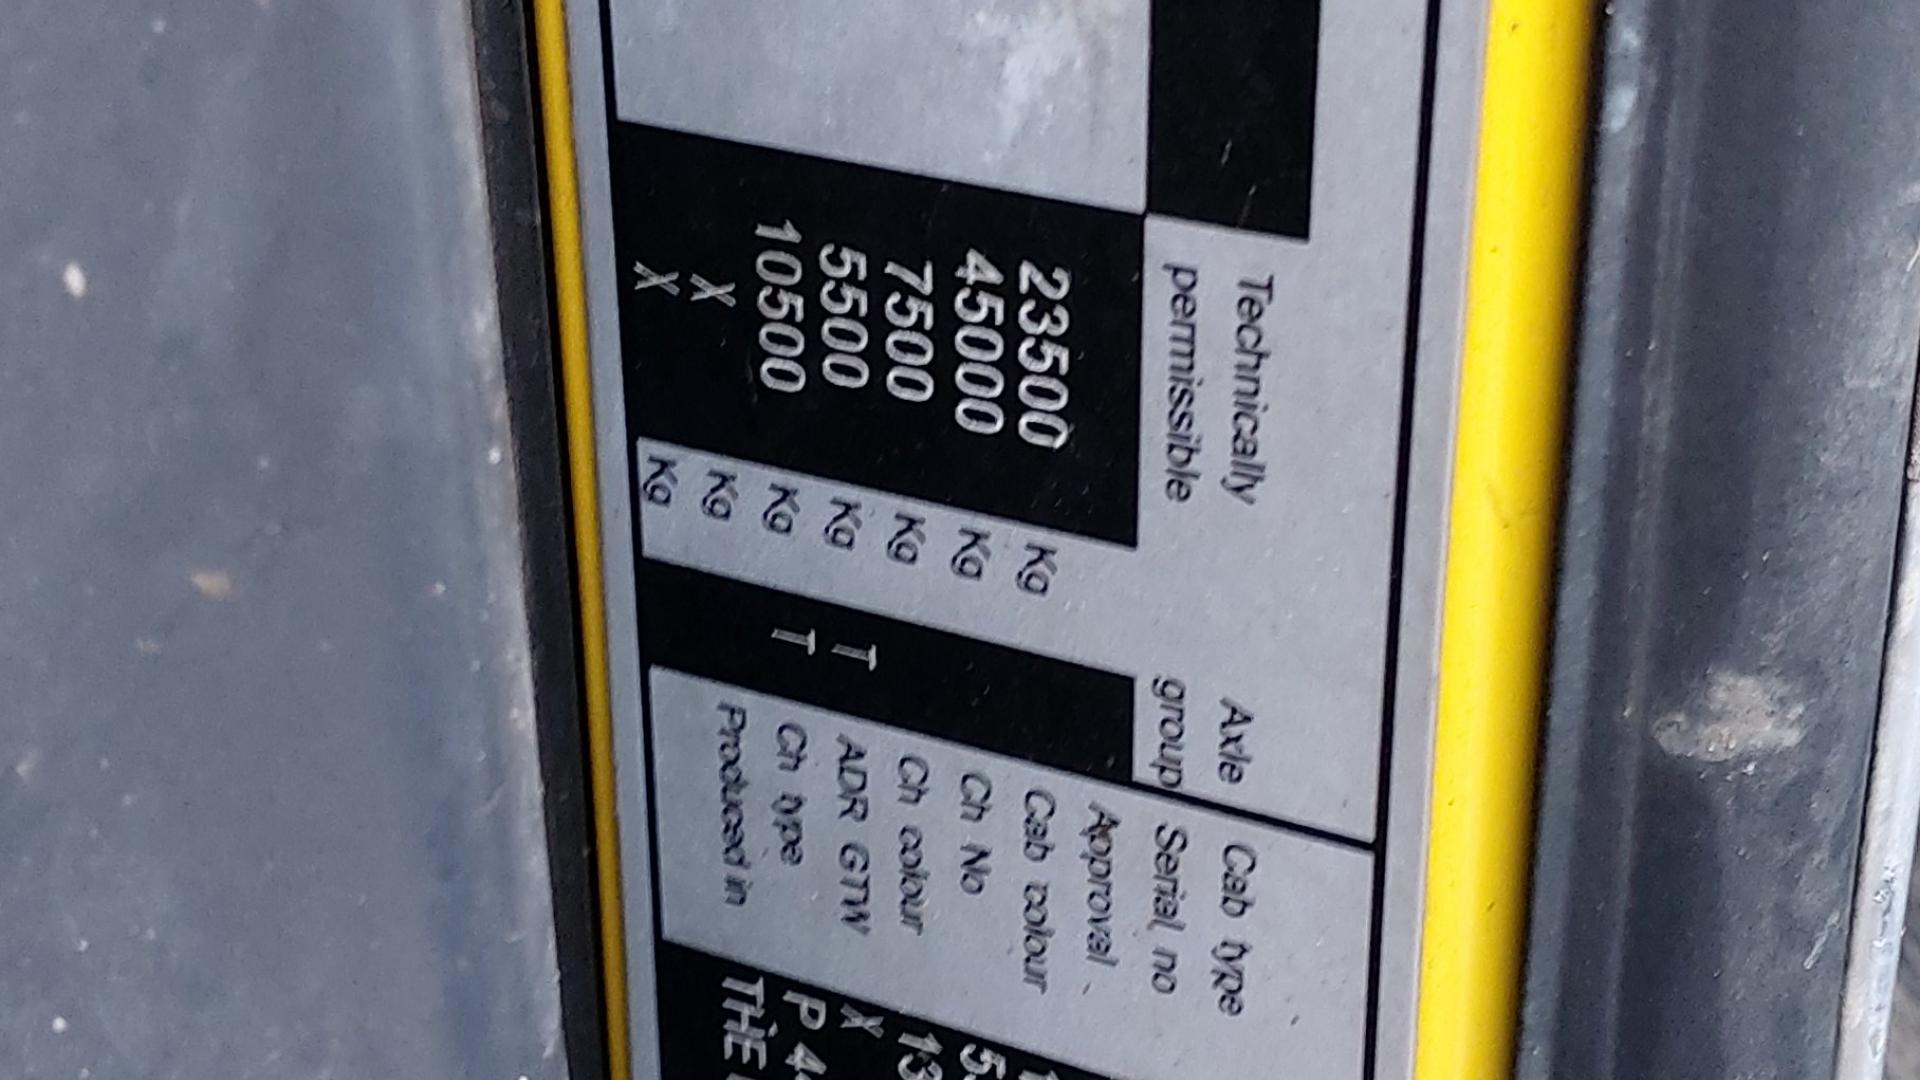 Technically
permissible
23500 Kg
45000 Kg
7500 Kg
5500 Kg T
10500 Kg T
X Kg
X Kg
Axle
group
Cab type
Serial no
Approval
Cab colour
Ch No
Ch colour
ADR GTW X
Ch type P
Produced in THE